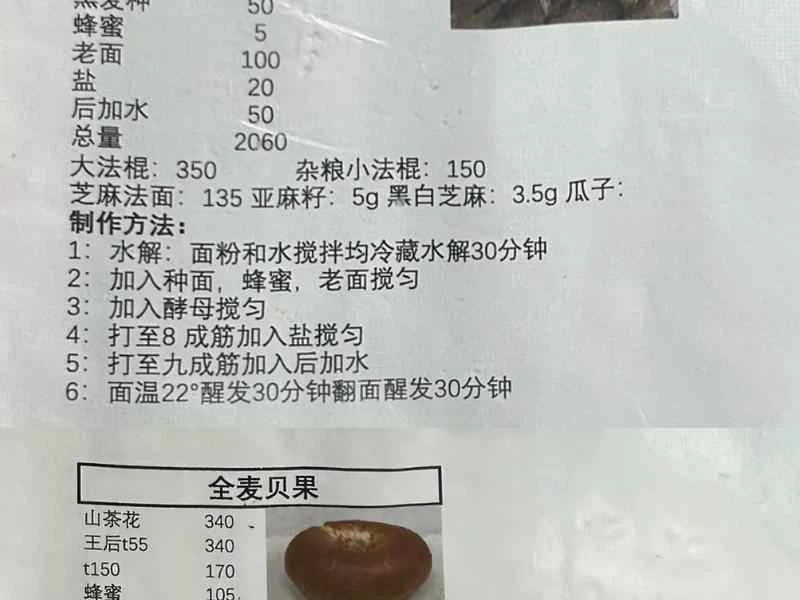 黑麦种 50
蜂蜜 5
老面 100
盐 20
后加水 50
总量 2060
大法棍：350 杂粮小法棍：150
芝麻法面：135 亚麻籽：5g 黑白芝麻：3.5g 瓜子：
制作方法：
1：水解：面粉和水搅拌均冷藏水解30分钟
2：加入种面，蜂蜜，老面搅匀
3：加入酵母搅匀
4：打至8 成筋加入盐搅匀
5：打至九成筋加入后加水
6：面温22°醒发30分钟翻面醒发30分钟
全麦贝果
山茶花 340
王后t55 340
t150 170
蜂蜜 105